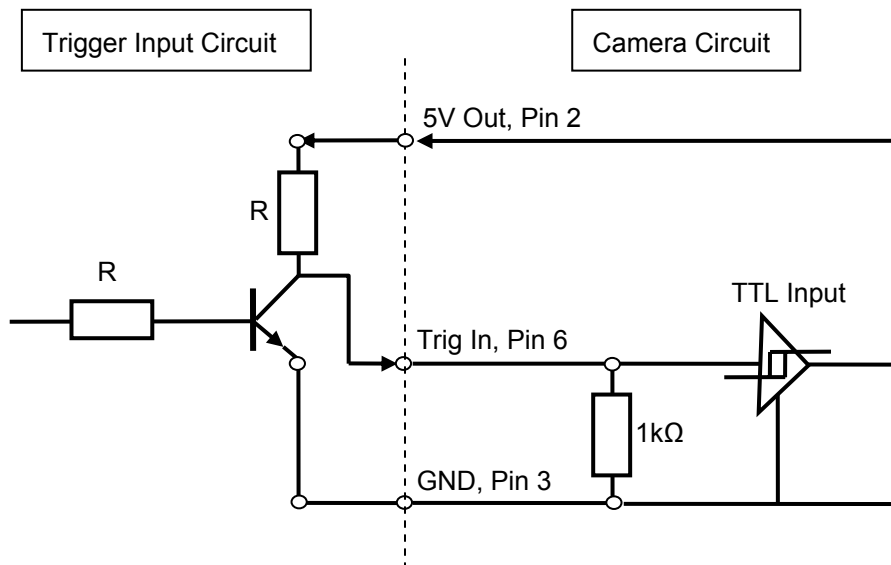 Trigger Input Circuit
Camera Circuit
5V Out, Pin 2
R
R
TTL Input
Trig In, Pin 6
1kΩ
GND, Pin 3